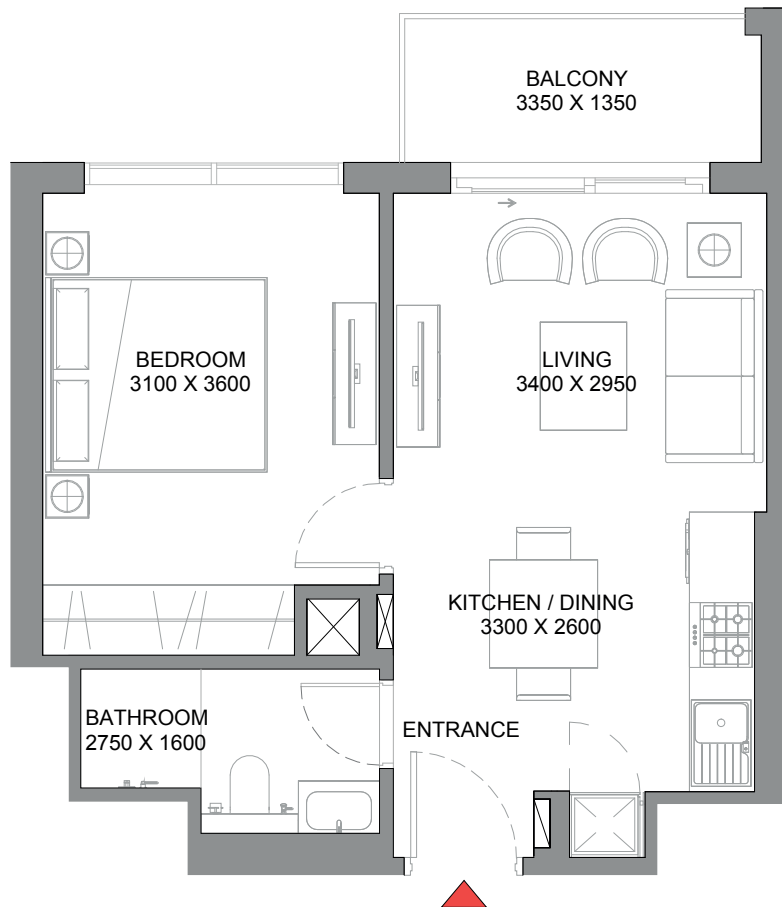 BALCONY
3350 X 1350
BEDROOM
3100 X 3600
LIVING
3400 X 2950
KITCHEN / DINING
3300 X 2600
BATHROOM
2750 X 1600
ENTRANCE